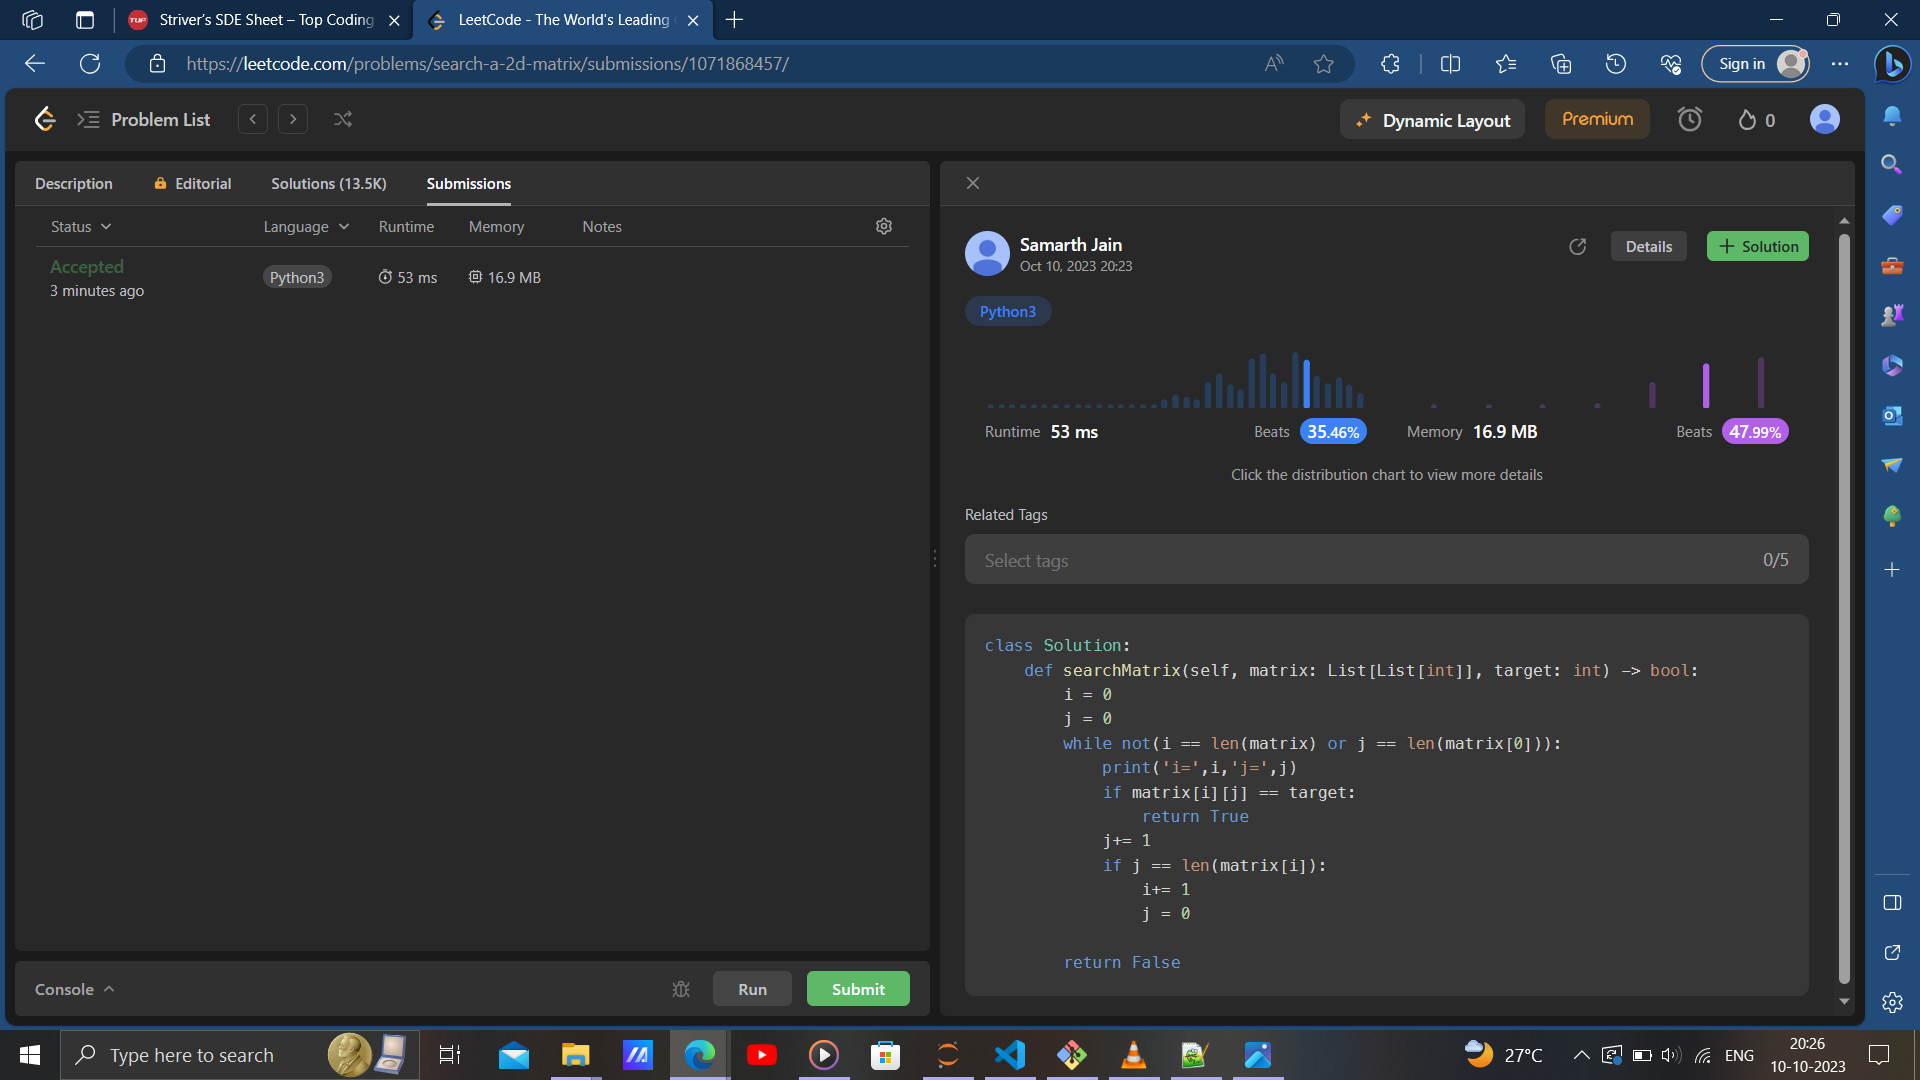 Striver's SDE Sheet – Top Coding
LeetCode - The World's Leading
https://leetcode.com/problems/search-a-2d-matrix/submissions/1071868457/
Sign in
Problem List
Dynamic Layout
Premium
0
Description
Editorial
Solutions (13.5K)
Submissions
Status
Language
Runtime
Memory
Notes
Accepted
3 minutes ago
Python3
53 ms
16.9 MB
Console
Run
Submit
Samarth Jain
Oct 10, 2023 20:23
Details
Solution
Python3
Runtime 53 ms
Beats 35.46%
Memory 16.9 MB
Beats 47.99%
Click the distribution chart to view more details
Related Tags
Select tags
0/5
class Solution:
    def searchMatrix(self, matrix: List[List[int]], target: int) -> bool:
        i = 0
        j = 0
        while not(i == len(matrix) or j == len(matrix[0])):
            print('i=',i,'j=',j)
            if matrix[i][j] == target:
                return True
            j+= 1
            if j == len(matrix[i]):
                i+= 1
                j = 0
        return False
Type here to search
27°C
ENG
20:26
10-10-2023